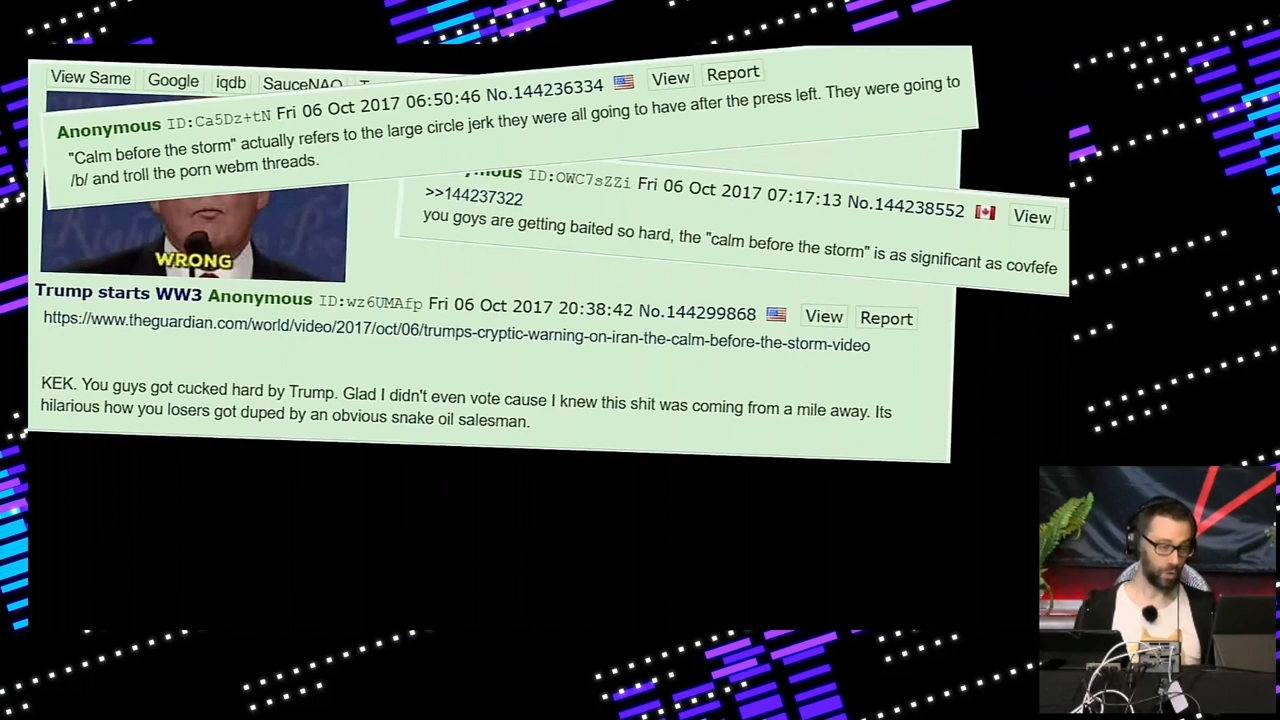 View Same Google iqdb SauceNAO
Anonymous ID:Ca5Dz+tN Fri 06 Oct 2017 06:50:46 No.144236334 View Report
"Calm before the storm" actually refers to the large circle jerk they were all going to have after the press left. They were going to
/b/ and troll the porn webm threads.
ID:OWC7sZZi Fri 06 Oct 2017 07:17:13 No.144238552 View
>>144237322
you goys are getting baited so hard, the "calm before the storm" is as significant as covfefe
WRONG
Trump starts WW3 Anonymous ID:wz6UMAfp Fri 06 Oct 2017 20:38:42 No.144299868 View Report
https://www.theguardian.com/world/video/2017/oct/06/trumps-cryptic-warning-on-iran-the-calm-before-the-storm-video
KEK. You guys got cucked hard by Trump. Glad I didn't even vote cause I knew this shit was coming from a mile away. Its
hilarious how you losers got duped by an obvious snake oil salesman.